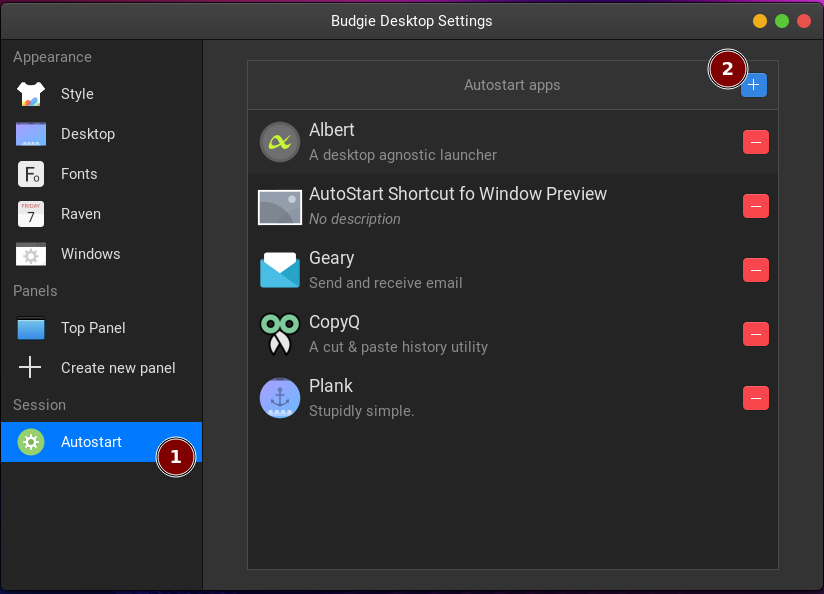 Budgie Desktop Settings
Appearance
Style
Desktop
Fo
Fonts
FRIDAY
7
Raven
Windows
Panels
Top Panel
Create new panel
Session
Autostart
1
Autostart apps
2
+
Albert
A desktop agnostic launcher
AutoStart Shortcut fo Window Preview
No description
Geary
Send and receive email
CopyQ
A cut & paste history utility
Plank
Stupidly simple.